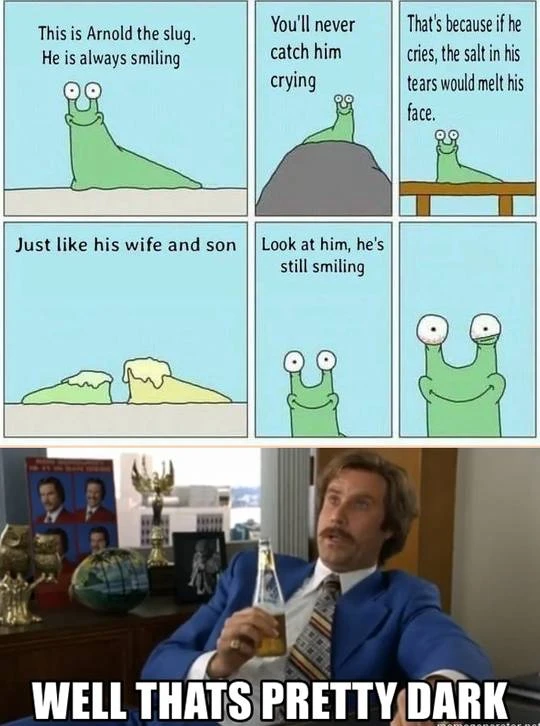 This is Arnold the slug.
He is always smiling
You'll never
catch him
crying
That's because if he
cries, the salt in his
tears would melt his
face.
Just like his wife and son
Look at him, he's
still smiling
WELL THATS PRETTY DARK